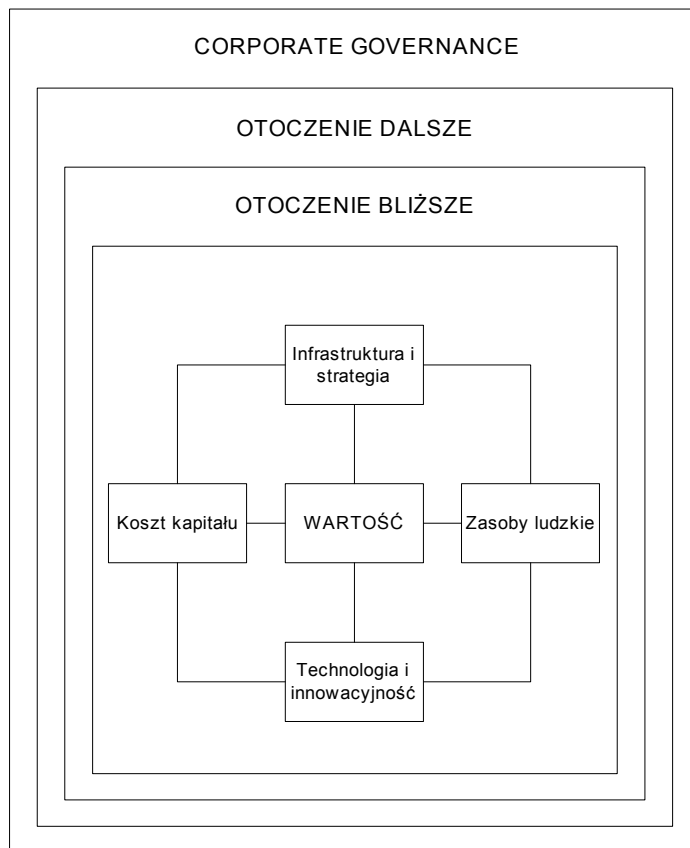 CORPORATE GOVERNANCE
OTOCZENIE DALSZE
OTOCZENIE BLIŻSZE
Infrastruktura i
strategia
Koszt kapitału
WARTOŚĆ
Zasoby ludzkie
Technologia i
innowacyjność